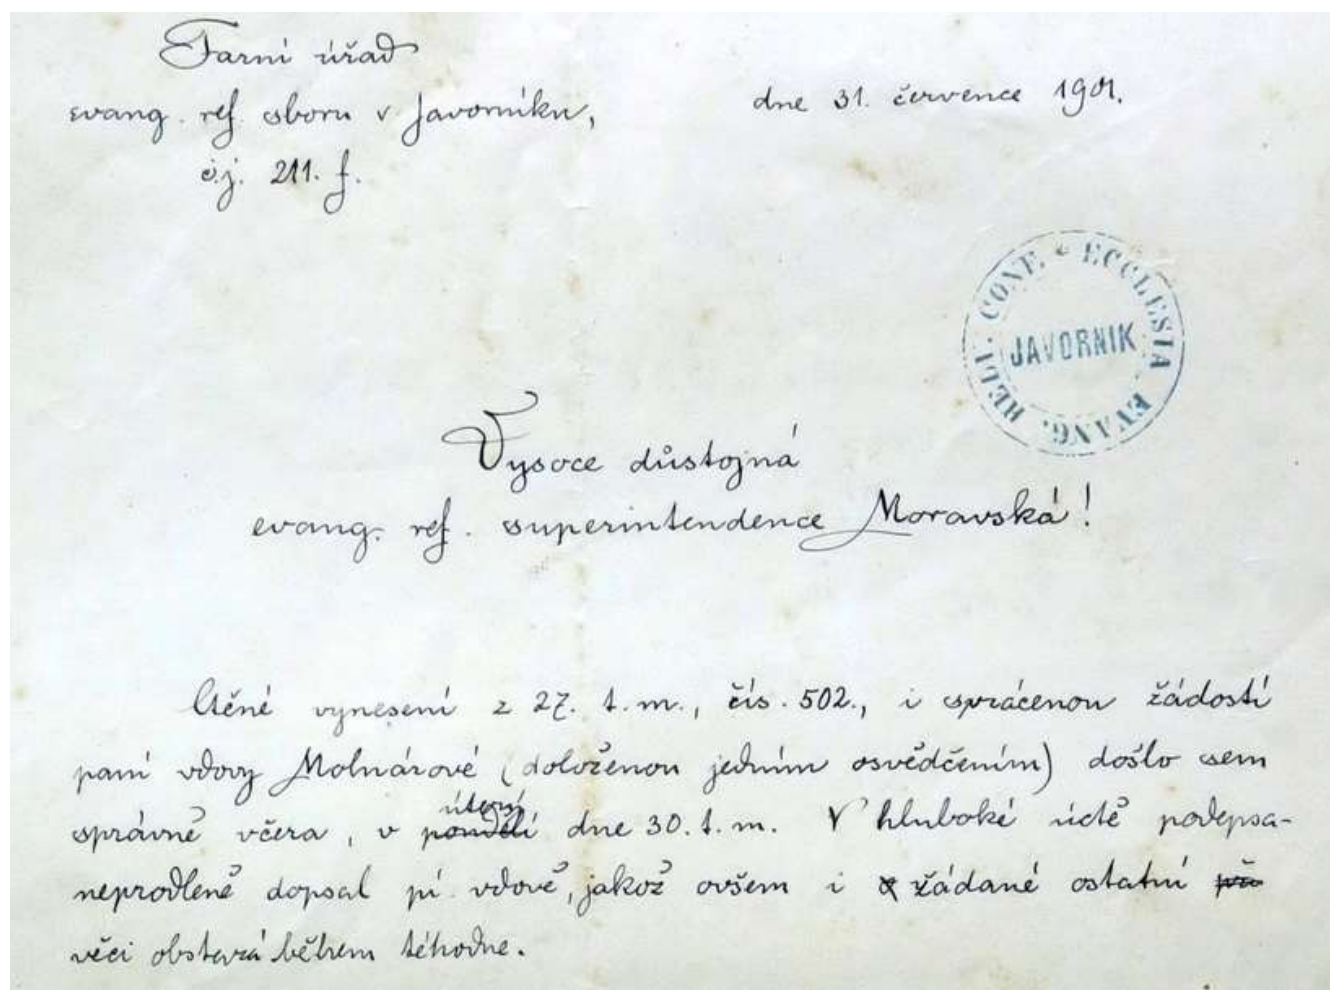 Farní úřad
evang. ref. sboru v Javorníku,
č.j. 211. f.
dne 31. července 1901.
ECCLESIA EVANG. HELV. CONF.
JAVORNIK
Vysoce důstojná
evang. ref. superintendence Moravská!
Ctěné vynesení z 27. t. m., čís. 502., i s vrácenou žádostí
paní vdovy Molnárové (doloženou jedním osvědčením) došlo sem
úterý
správně včera, v pondělí dne 30. t. m. V hluboké úctě podepsa-
neprodleně dopsal pí. vdově, jakož ovšem i žádané ostatní
věci obstará během téhodne.